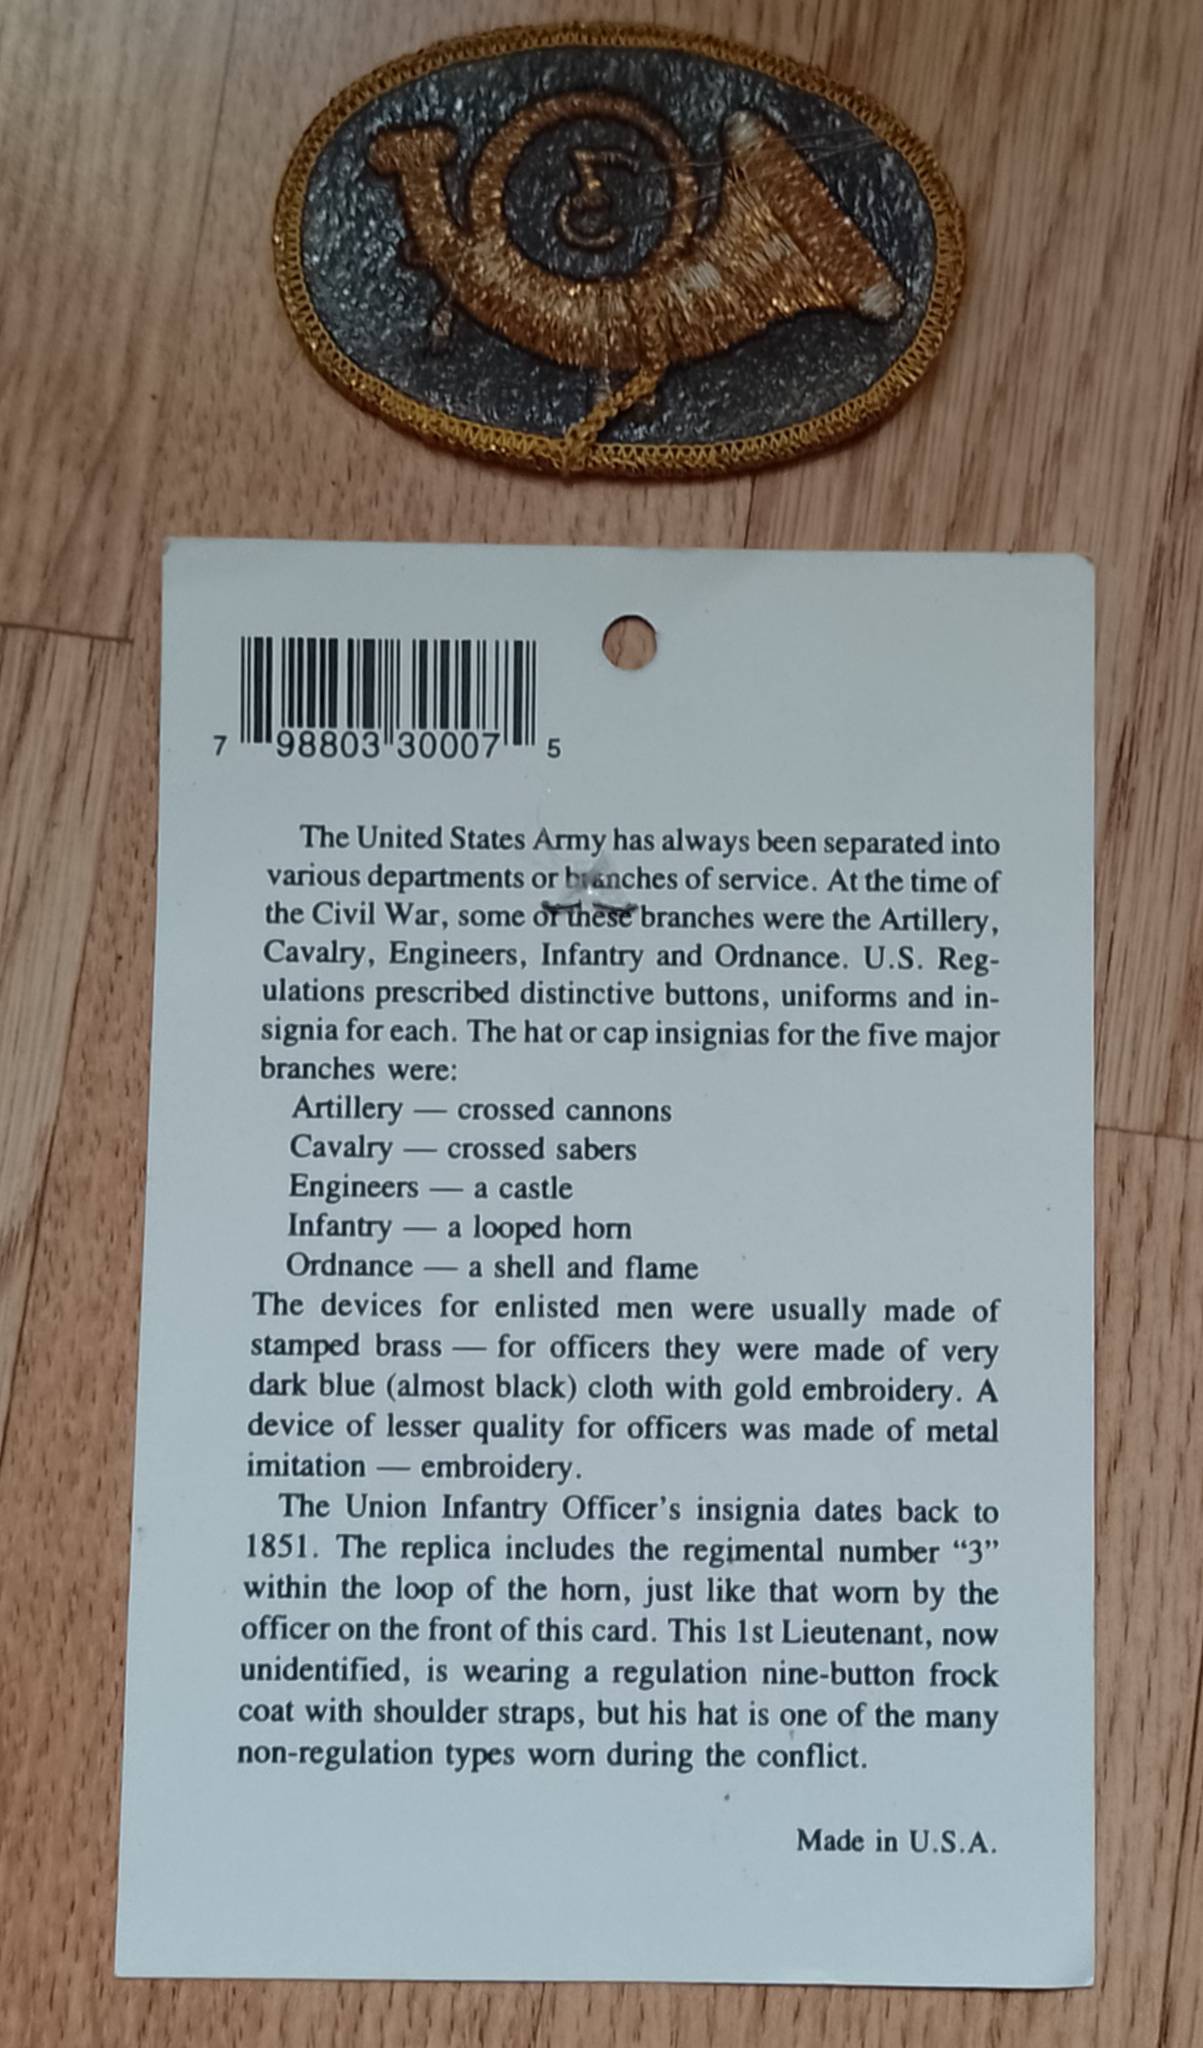 3
7 98803 30007 5
The United States Army has always been separated into
various departments or branches of service. At the time of
the Civil War, some of these branches were the Artillery,
Cavalry, Engineers, Infantry and Ordnance. U.S. Reg-
ulations prescribed distinctive buttons, uniforms and in-
signia for each. The hat or cap insignias for the five major
branches were:
Artillery — crossed cannons
Cavalry — crossed sabers
Engineers — a castle
Infantry — a looped horn
Ordnance — a shell and flame
The devices for enlisted men were usually made of
stamped brass — for officers they were made of very
dark blue (almost black) cloth with gold embroidery. A
device of lesser quality for officers was made of metal
imitation — embroidery.
The Union Infantry Officer's insignia dates back to
1851. The replica includes the regimental number “3”
within the loop of the horn, just like that worn by the
officer on the front of this card. This 1st Lieutenant, now
unidentified, is wearing a regulation nine-button frock
coat with shoulder straps, but his hat is one of the many
non-regulation types worn during the conflict.
Made in U.S.A.